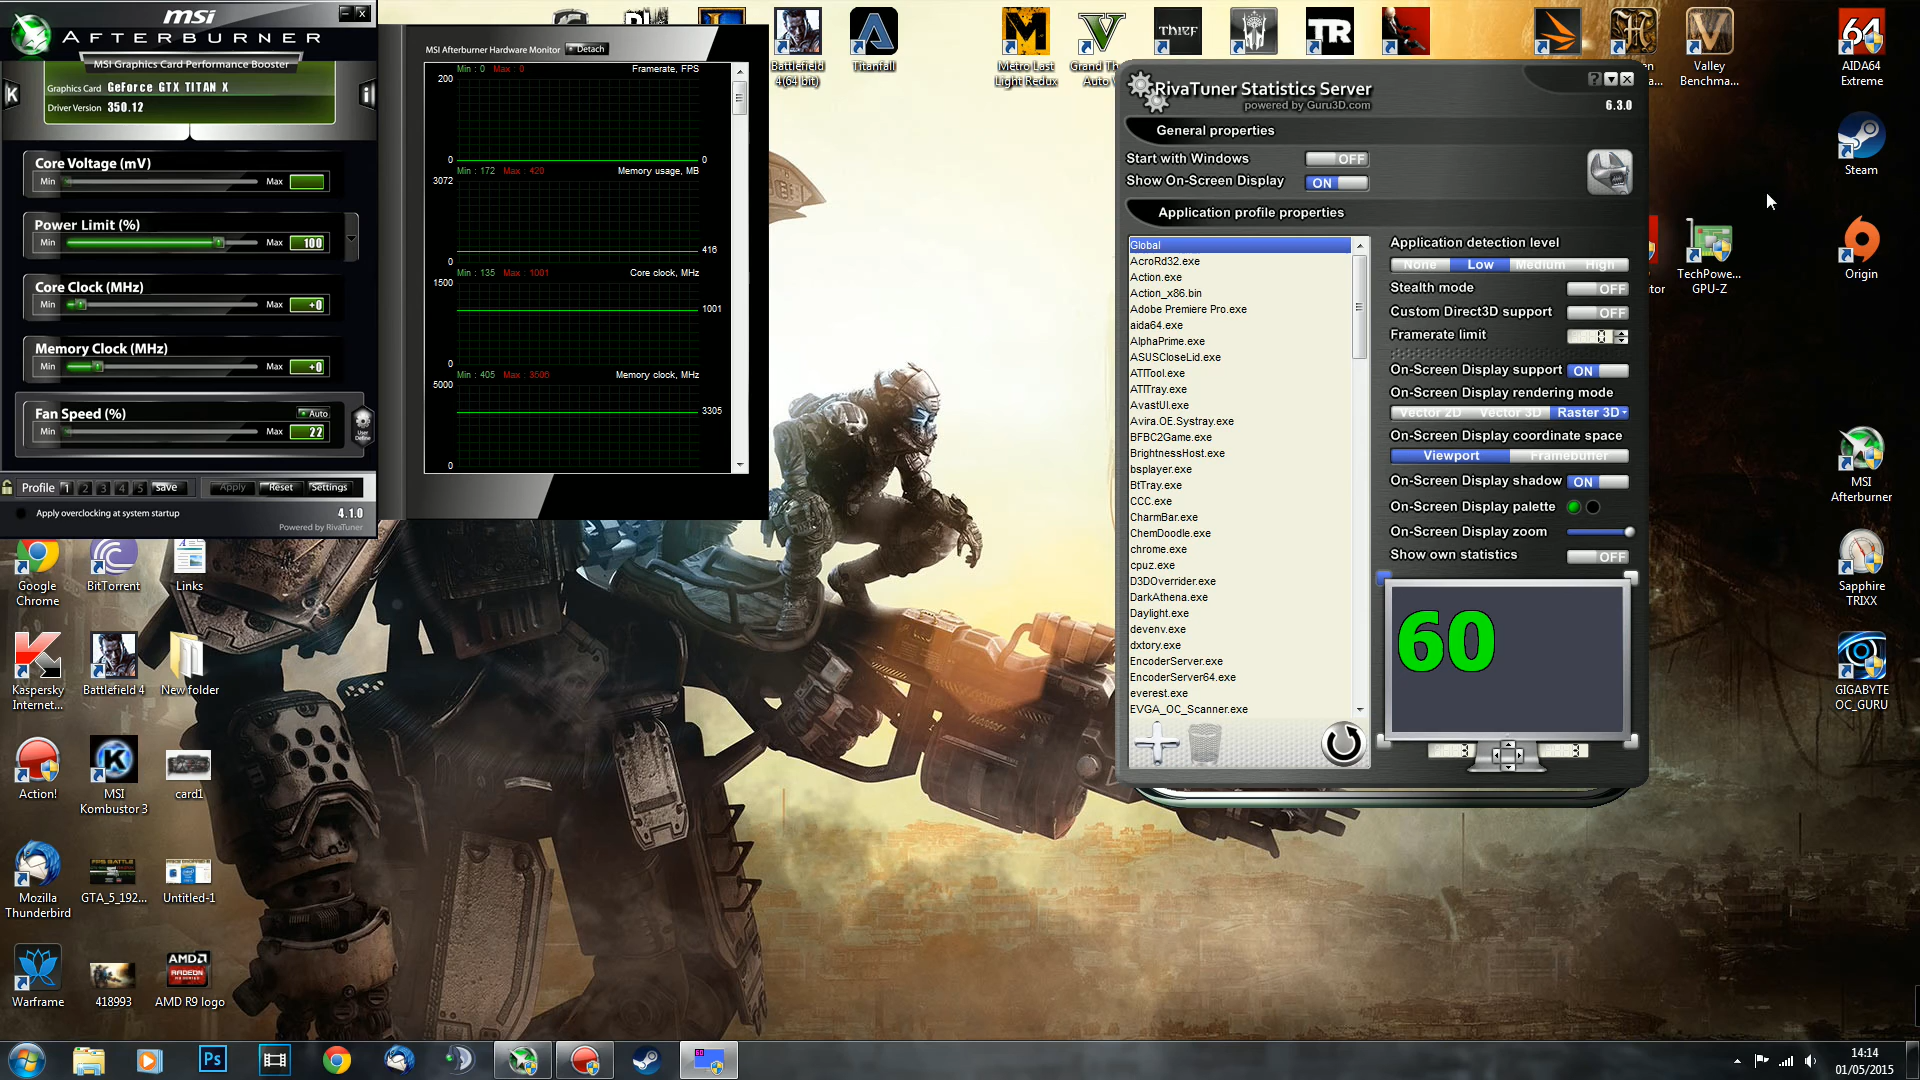 msi
AFTERBURNER
MSI Graphics Card Performance Booster
Graphics Card GeForce GTX TITAN X
Driver Version 350.12
K
i
Core Voltage (mV)
Min Max
Power Limit (%)
Min Max 100
Core Clock (MHz)
Min Max +0
Memory Clock (MHz)
Min Max +0
Fan Speed (%) Auto
Min Max 22
User Define
Profile 1 2 3 4 5 save Apply Reset Settings
Apply overclocking at system startup 4.1.0
Powered by RivaTuner
MSI Afterburner Hardware Monitor Detach
Min : 0 Max : 0 Framerate, FPS
200
0 0
Min : 172 Max : 420 Memory usage, MB
3072
416
0
Min : 135 Max : 1001 Core clock, MHz
1500
1001
0
Min : 405 Max : 3506 Memory clock, MHz
5000
3305
0
Battlefield 4(64 bit)
Titanfall
Metro Last Light Redux
Grand Th... Auto V
THIEF
TR
Valley Benchma...
64
AIDA64 Extreme
Steam
TechPowe... GPU-Z
Origin
MSI Afterburner
Sapphire TRIXX
GIGABYTE OC_GURU
RivaTuner Statistics Server
powered by Guru3D.com
6.3.0
General properties
Start with Windows OFF
Show On-Screen Display ON
Application profile properties
Global
AcroRd32.exe
Action.exe
Action_x86.bin
Adobe Premiere Pro.exe
aida64.exe
AlphaPrime.exe
ASUSCloseLid.exe
ATITool.exe
ATITray.exe
AvastUI.exe
Avira.OE.Systray.exe
BFBC2Game.exe
BrightnessHost.exe
bsplayer.exe
BtTray.exe
CCC.exe
CharmBar.exe
ChemDoodle.exe
chrome.exe
cpuz.exe
D3DOverrider.exe
DarkAthena.exe
Daylight.exe
devenv.exe
dxtory.exe
EncoderServer.exe
EncoderServer64.exe
everest.exe
EVGA_OC_Scanner.exe
Application detection level
None Low Medium High
Stealth mode OFF
Custom Direct3D support OFF
Framerate limit 0
On-Screen Display support ON
On-Screen Display rendering mode
Vector 2D Vector 3D Raster 3D
On-Screen Display coordinate space
Viewport Framebuffer
On-Screen Display shadow ON
On-Screen Display palette
On-Screen Display zoom
Show own statistics OFF
60
3 3
Google Chrome
BitTorrent
Links
Kaspersky Internet...
Battlefield 4
New folder
Action!
MSI Kombustor 3
card1
Mozilla Thunderbird
GTA_5_192...
Untitled-1
AMD
RADEON
Warframe
418993
AMD R9 logo
Ps
14:14
01/05/2015